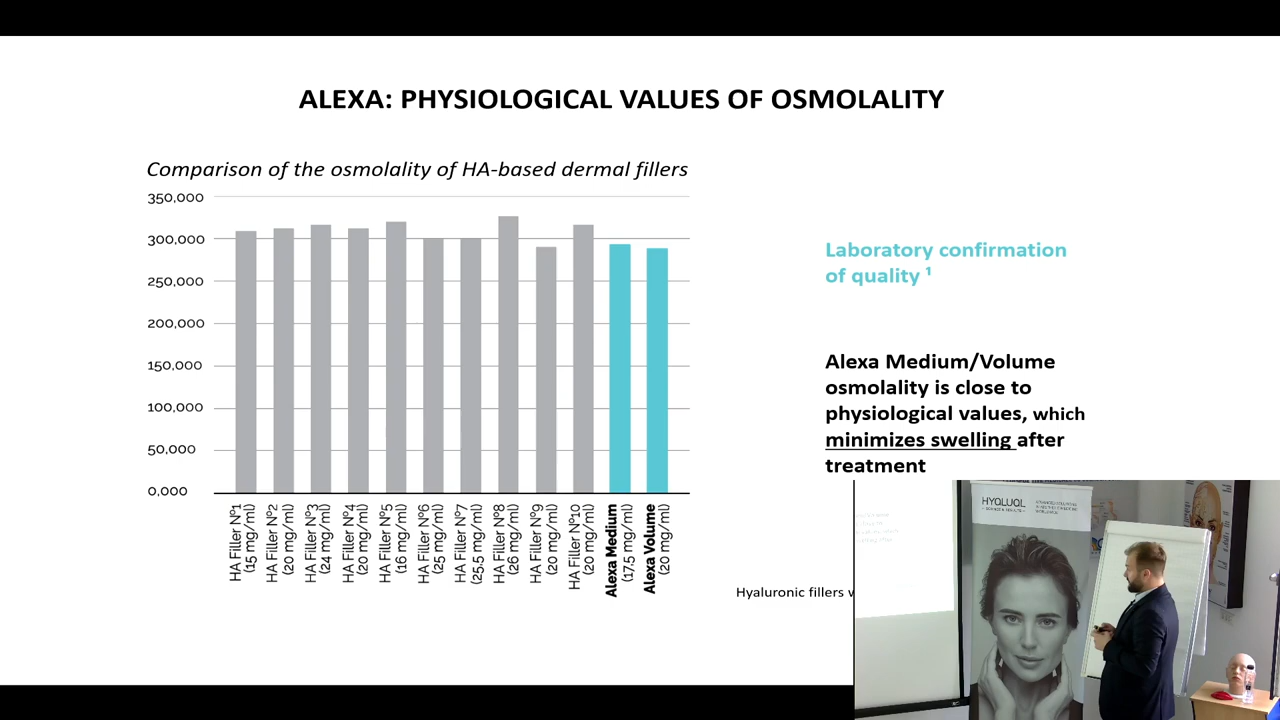 ALEXA: PHYSIOLOGICAL VALUES OF OSMOLALITY
Comparison of the osmolality of HA-based dermal fillers
350,000
300,000
250,000
200,000
150,000
100,000
50,000
0,000
HA Filler Nº1
(15 mg/ml)
HA Filler Nº2
(20 mg/ml)
HA Filler Nº3
(24 mg/ml)
HA Filler Nº4
(20 mg/ml)
HA Filler Nº5
(16 mg/ml)
HA Filler Nº6
(25 mg/ml)
HA Filler Nº7
(25,5 mg/ml)
HA Filler Nº8
(26 mg/ml)
HA Filler Nº9
(20 mg/ml)
HA Filler Nº10
(20 mg/ml)
Alexa Medium
(17,5 mg/ml)
Alexa Volume
(20 mg/ml)
Laboratory confirmation
of quality ¹
Alexa Medium/Volume
osmolality is close to
physiological values, which
minimizes swelling after
treatment
Hyaluronic fillers
HYALUAL